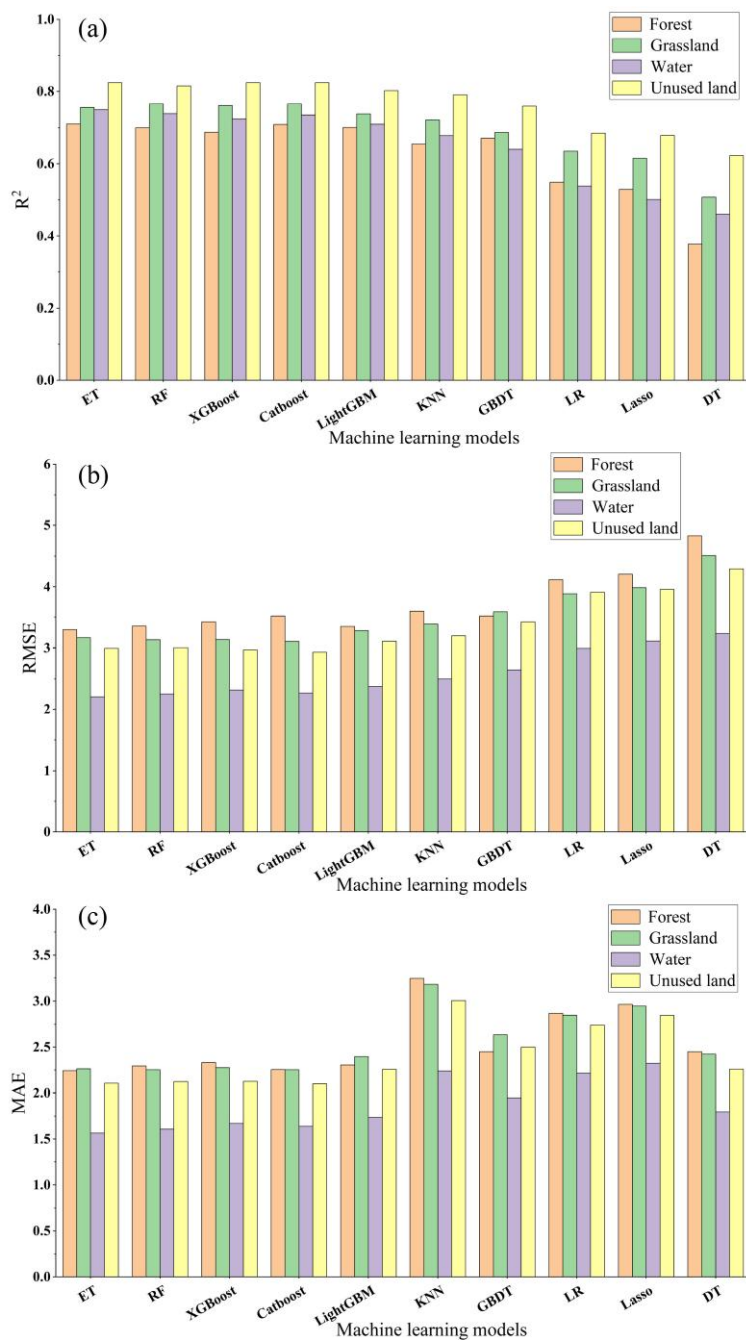 (a)
Forest
Grassland
Water
Unused land
1.0
0.8
0.6
0.4
0.2
0.0
R²
ET
RF
XGBoost
Catboost
LightGBM
KNN
GBDT
LR
Lasso
DT
Machine learning models
(b)
Forest
Grassland
Water
Unused land
6
5
4
3
2
1
0
RMSE
ET
RF
XGBoost
Catboost
LightGBM
KNN
GBDT
LR
Lasso
DT
Machine learning models
(c)
Forest
Grassland
Water
Unused land
4.0
3.5
3.0
2.5
2.0
1.5
1.0
0.5
0.0
MAE
ET
RF
XGBoost
Catboost
LightGBM
KNN
GBDT
LR
Lasso
DT
Machine learning models